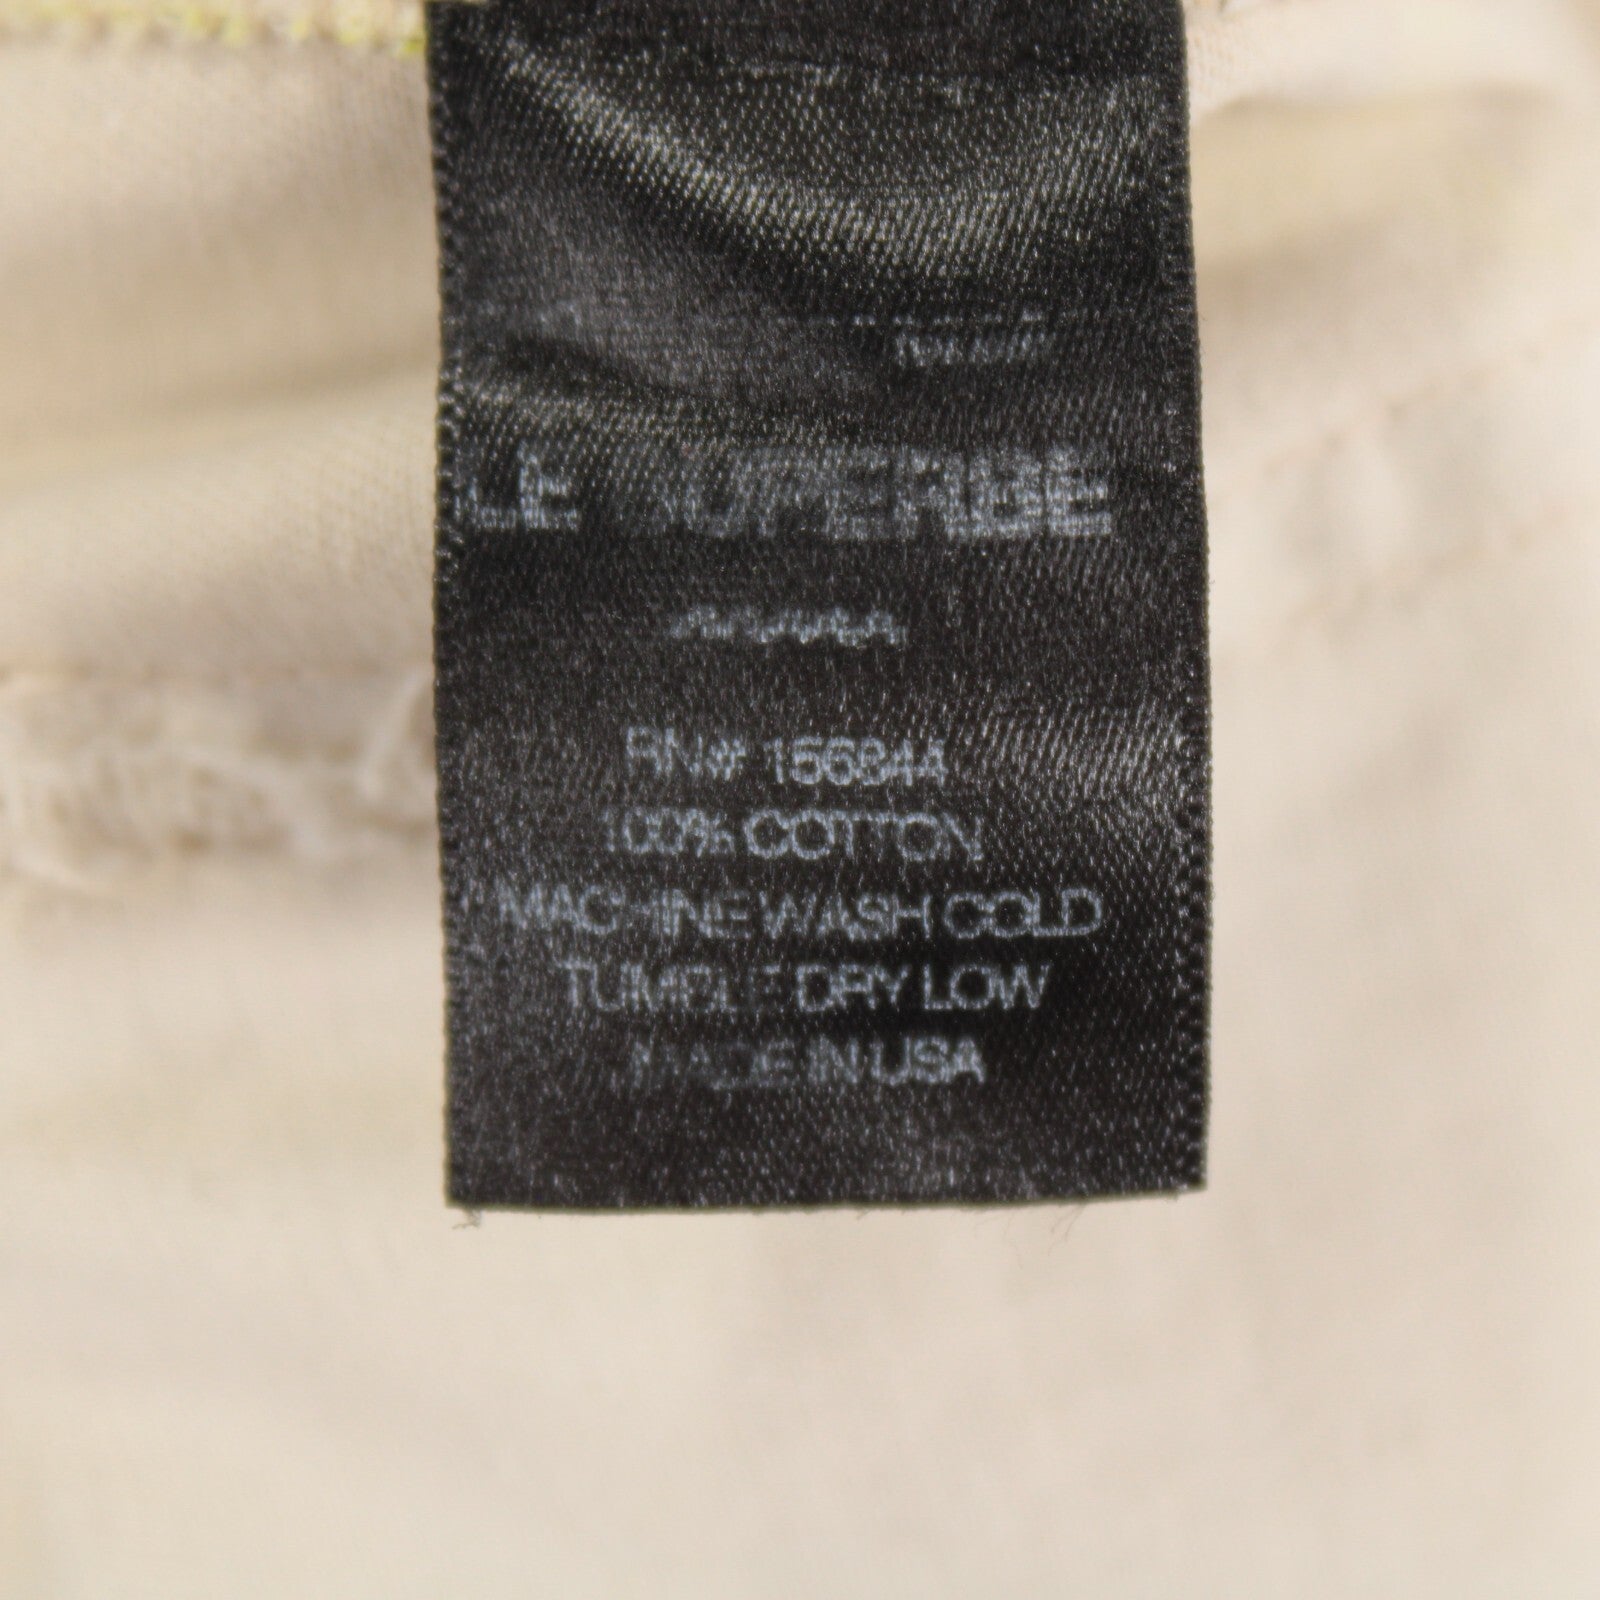 LE SUPERBE
RN# 156844
100% COTTON
MACHINE WASH COLD
TUMBLE DRY LOW
MADE IN USA